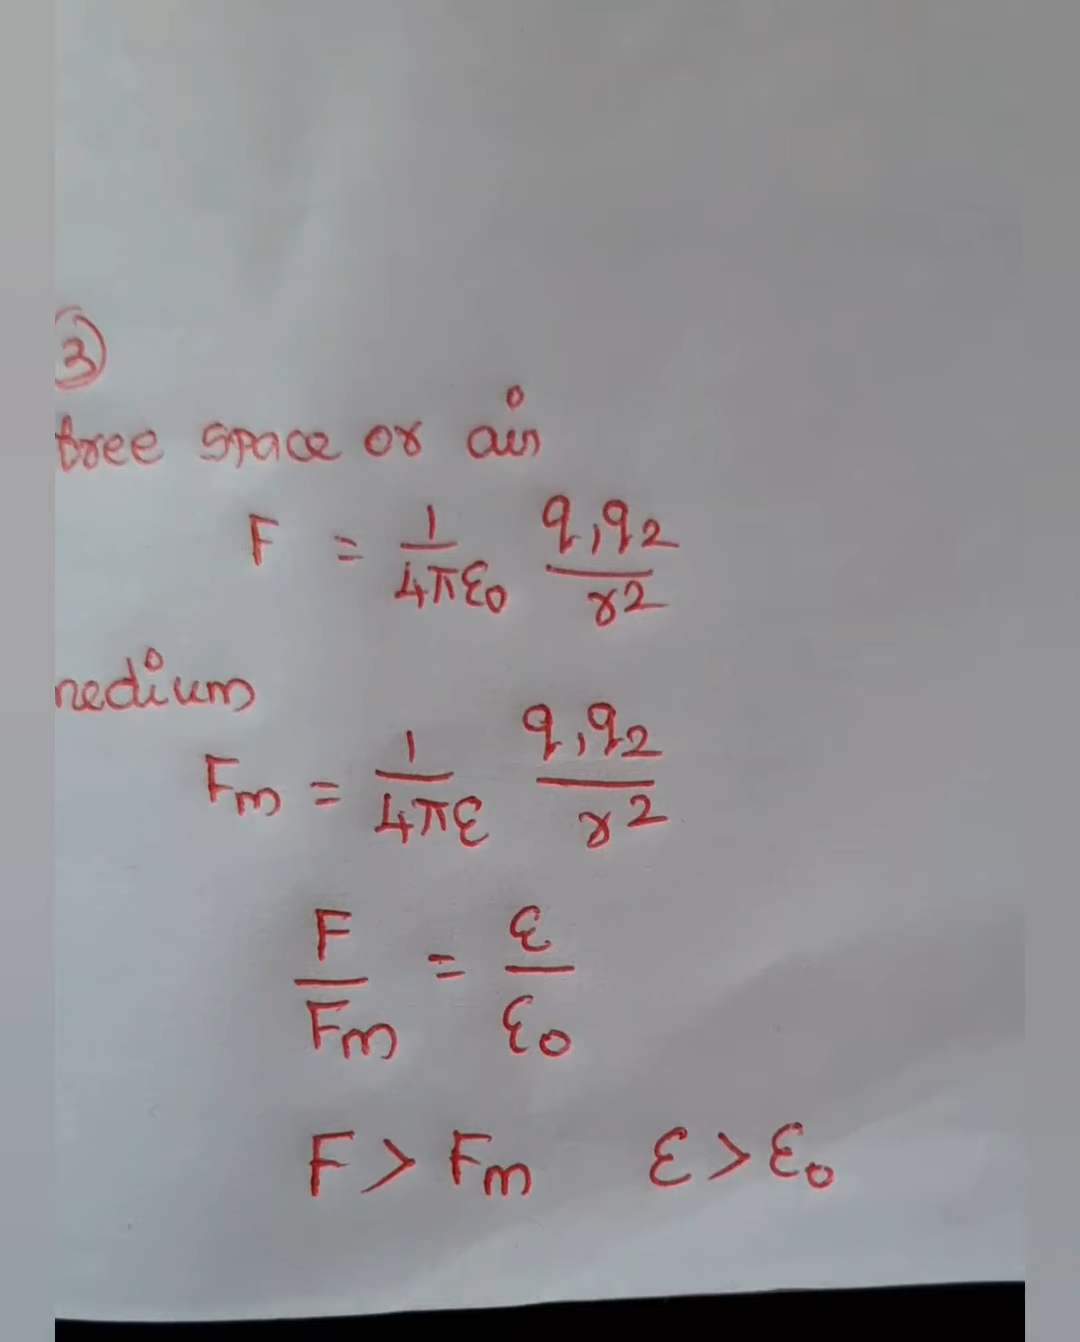 ③
free space or air
F = 1/4πε₀ q₁q₂/r²
medium
Fm = 1/4πε q₁q₂/r²
F/Fm = ε/ε₀
F > Fm ε > ε₀